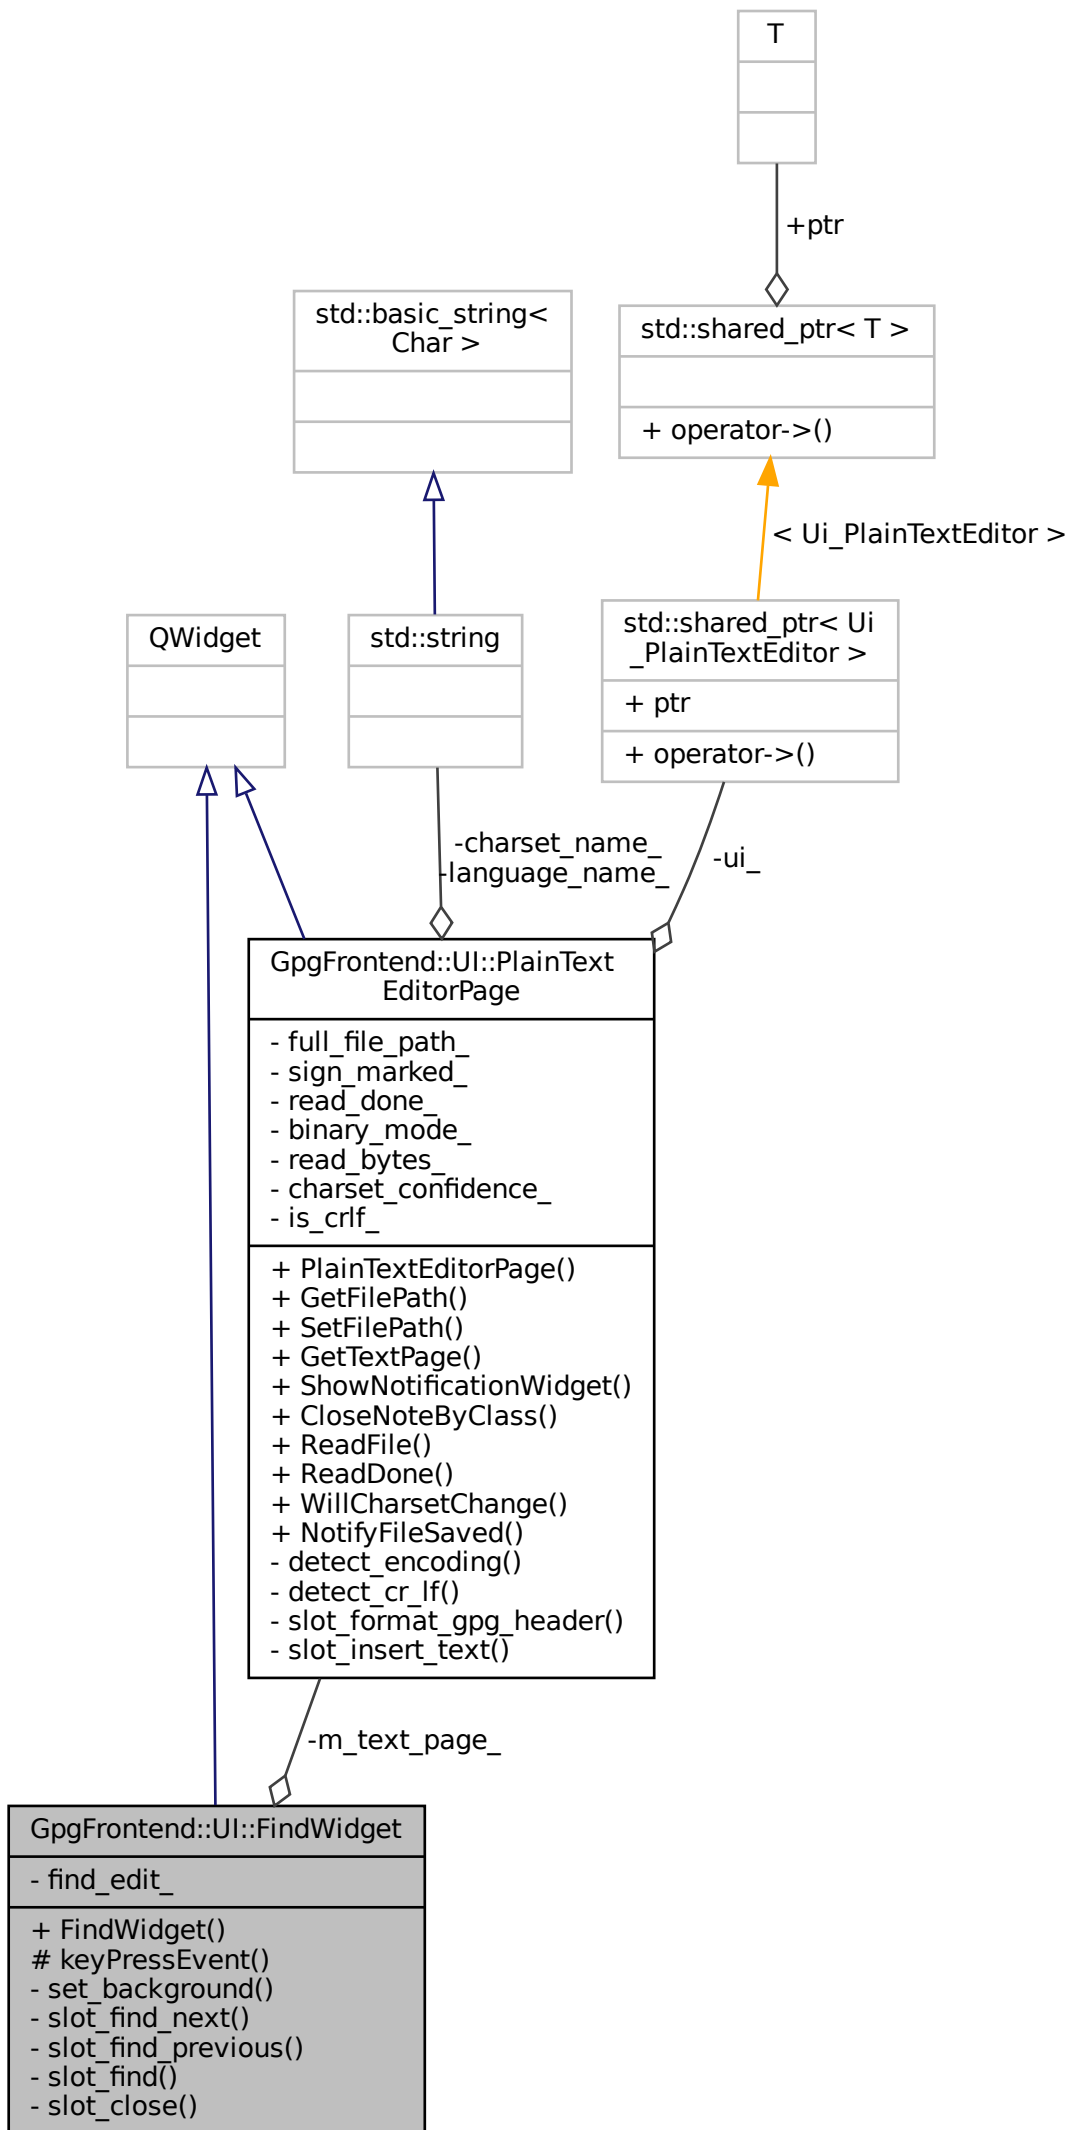 T
+ptr
std::basic_string<
Char >
std::shared_ptr< T >
+ operator->()
< Ui_PlainTextEditor >
QWidget
std::string
std::shared_ptr< Ui
_PlainTextEditor >
+ ptr
+ operator->()
-charset_name_
-language_name_
-ui_
GpgFrontend::UI::PlainText
EditorPage
- full_file_path_
- sign_marked_
- read_done_
- binary_mode_
- read_bytes_
- charset_confidence_
- is_crlf_
+ PlainTextEditorPage()
+ GetFilePath()
+ SetFilePath()
+ GetTextPage()
+ ShowNotificationWidget()
+ CloseNoteByClass()
+ ReadFile()
+ ReadDone()
+ WillCharsetChange()
+ NotifyFileSaved()
- detect_encoding()
- detect_cr_lf()
- slot_format_gpg_header()
- slot_insert_text()
-m_text_page_
GpgFrontend::UI::FindWidget
- find_edit_
+ FindWidget()
# keyPressEvent()
- set_background()
- slot_find_next()
- slot_find_previous()
- slot_find()
- slot_close()